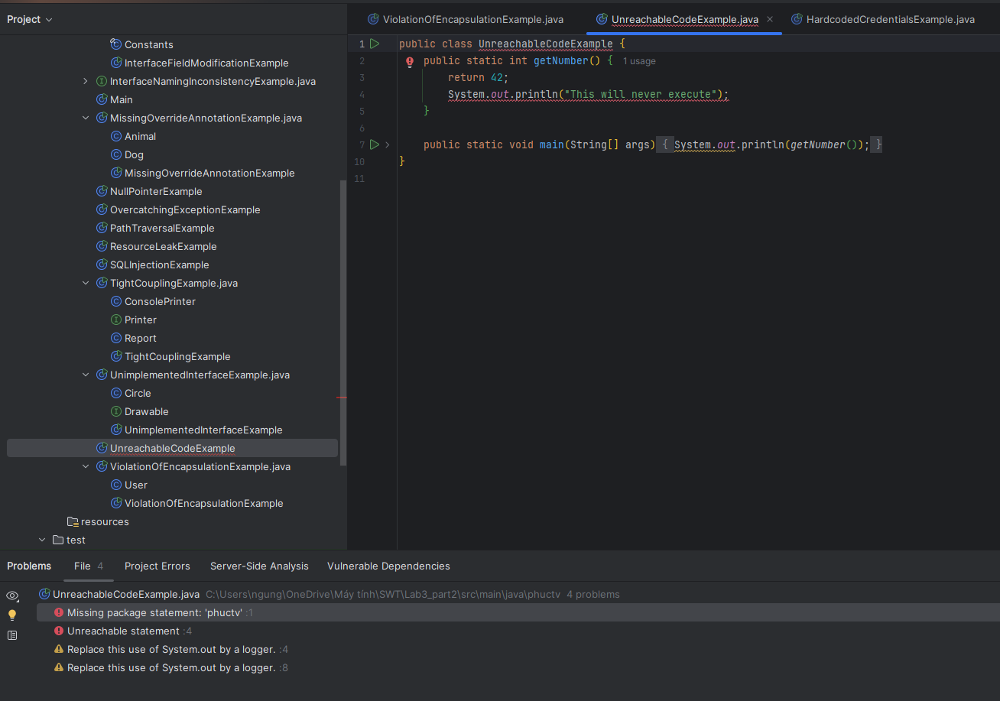 Project
Constants
InterfaceFieldModificationExample
InterfaceNamingInconsistencyExample.java
Main
MissingOverrideAnnotationExample.java
Animal
Dog
MissingOverrideAnnotationExample
NullPointerExample
OvercatchingExceptionExample
PathTraversalExample
ResourceLeakExample
SQLInjectionExample
TightCouplingExample.java
ConsolePrinter
Printer
Report
TightCouplingExample
UnimplementedInterfaceExample.java
Circle
Drawable
UnimplementedInterfaceExample
UnreachableCodeExample
ViolationOfEncapsulationExample.java
User
ViolationOfEncapsulationExample
resources
test
ViolationOfEncapsulationExample.java UnreachableCodeExample.java HardcodedCredentialsExample.java
1 public class UnreachableCodeExample {
2 public static int getNumber() { 1 usage
3 return 42;
4 System.out.println("This will never execute");
5 }
6
7 public static void main(String[] args) { System.out.println(getNumber()); }
10 }
11
Problems File 4 Project Errors Server-Side Analysis Vulnerable Dependencies
UnreachableCodeExample.java C:\Users\ngung\OneDrive\Máy tính\SWT\Lab3_part2\src\main\java\phuctv 4 problems
Missing package statement: 'phuctv' :1
Unreachable statement :4
Replace this use of System.out by a logger. :4
Replace this use of System.out by a logger. :8